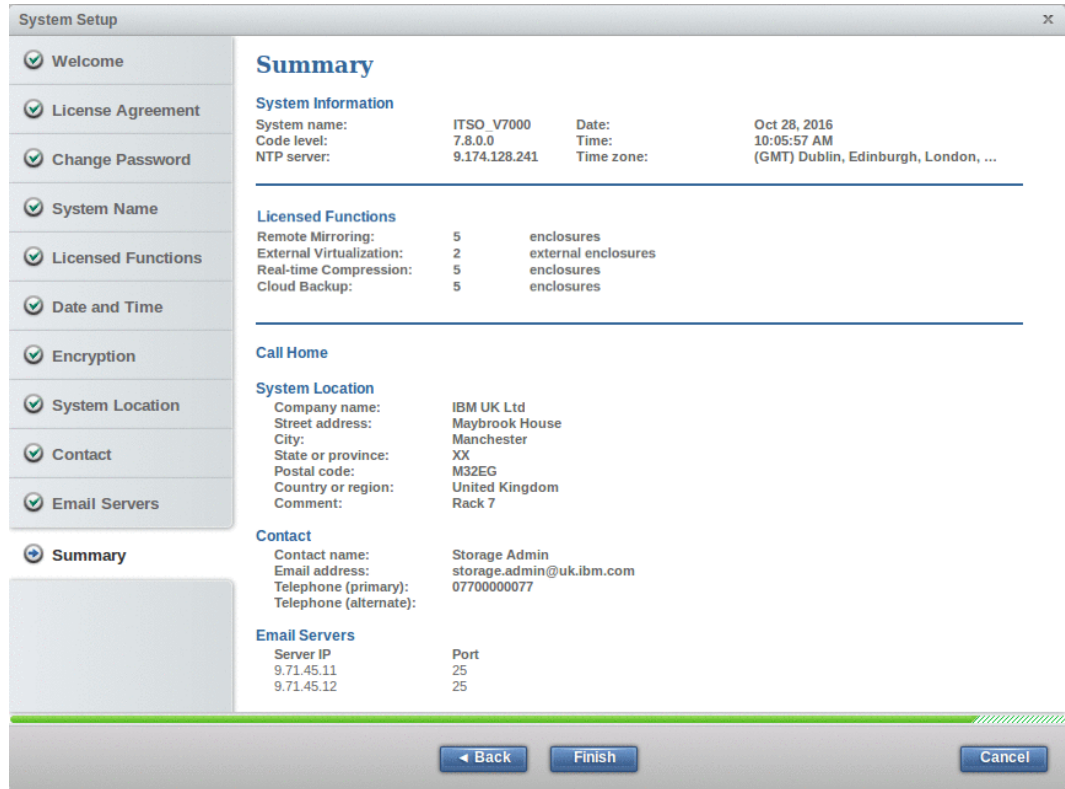 System Setup
x
Welcome
License Agreement
Change Password
System Name
Licensed Functions
Date and Time
Encryption
System Location
Contact
Email Servers
Summary
Summary
System Information
System name: ITSO_V7000 Date: Oct 28, 2016
Code level: 7.8.0.0 Time: 10:05:57 AM
NTP server: 9.174.128.241 Time zone: (GMT) Dublin, Edinburgh, London, ...
Licensed Functions
Remote Mirroring: 5 enclosures
External Virtualization: 2 external enclosures
Real-time Compression: 5 enclosures
Cloud Backup: 5 enclosures
Call Home
System Location
Company name: IBM UK Ltd
Street address: Maybrook House
City: Manchester
State or province: XX
Postal code: M32EG
Country or region: United Kingdom
Comment: Rack 7
Contact
Contact name: Storage Admin
Email address: storage.admin@uk.ibm.com
Telephone (primary): 07700000077
Telephone (alternate):
Email Servers
Server IP Port
9.71.45.11 25
9.71.45.12 25
◄ Back Finish Cancel